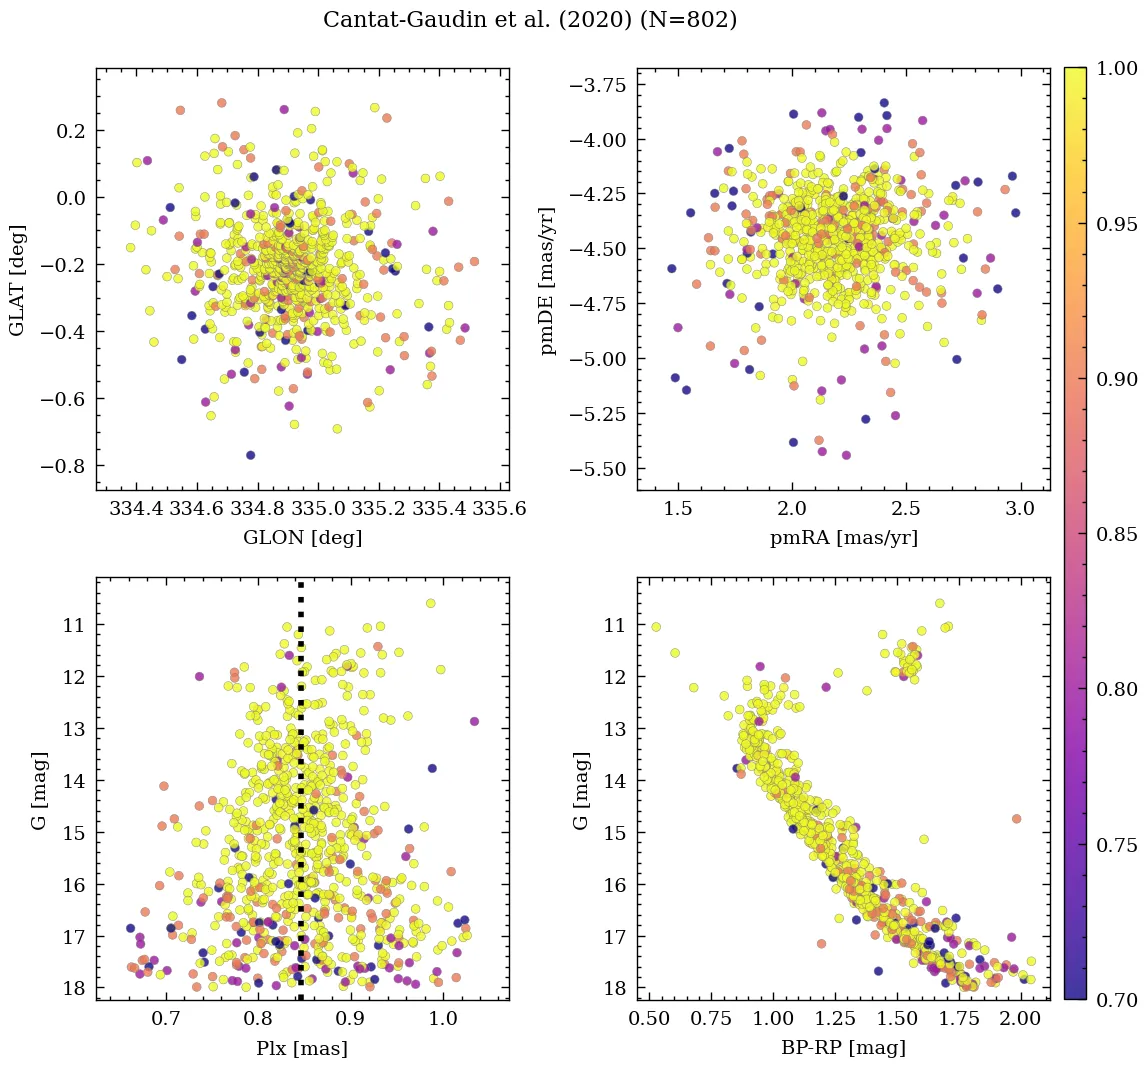 Cantat-Gaudin et al. (2020) (N=802)
0.2
0.0
−0.2
−0.4
−0.6
−0.8
GLAT [deg]
334.4 334.6 334.8 335.0 335.2 335.4 335.6
GLON [deg]
−3.75
−4.00
−4.25
−4.50
−4.75
−5.00
−5.25
−5.50
pmDE [mas/yr]
1.5 2.0 2.5 3.0
pmRA [mas/yr]
1.00
0.95
0.90
0.85
0.80
0.75
0.70
11
12
13
14
15
16
17
18
G [mag]
0.7 0.8 0.9 1.0
Plx [mas]
11
12
13
14
15
16
17
18
G [mag]
0.50 0.75 1.00 1.25 1.50 1.75 2.00
BP-RP [mag]